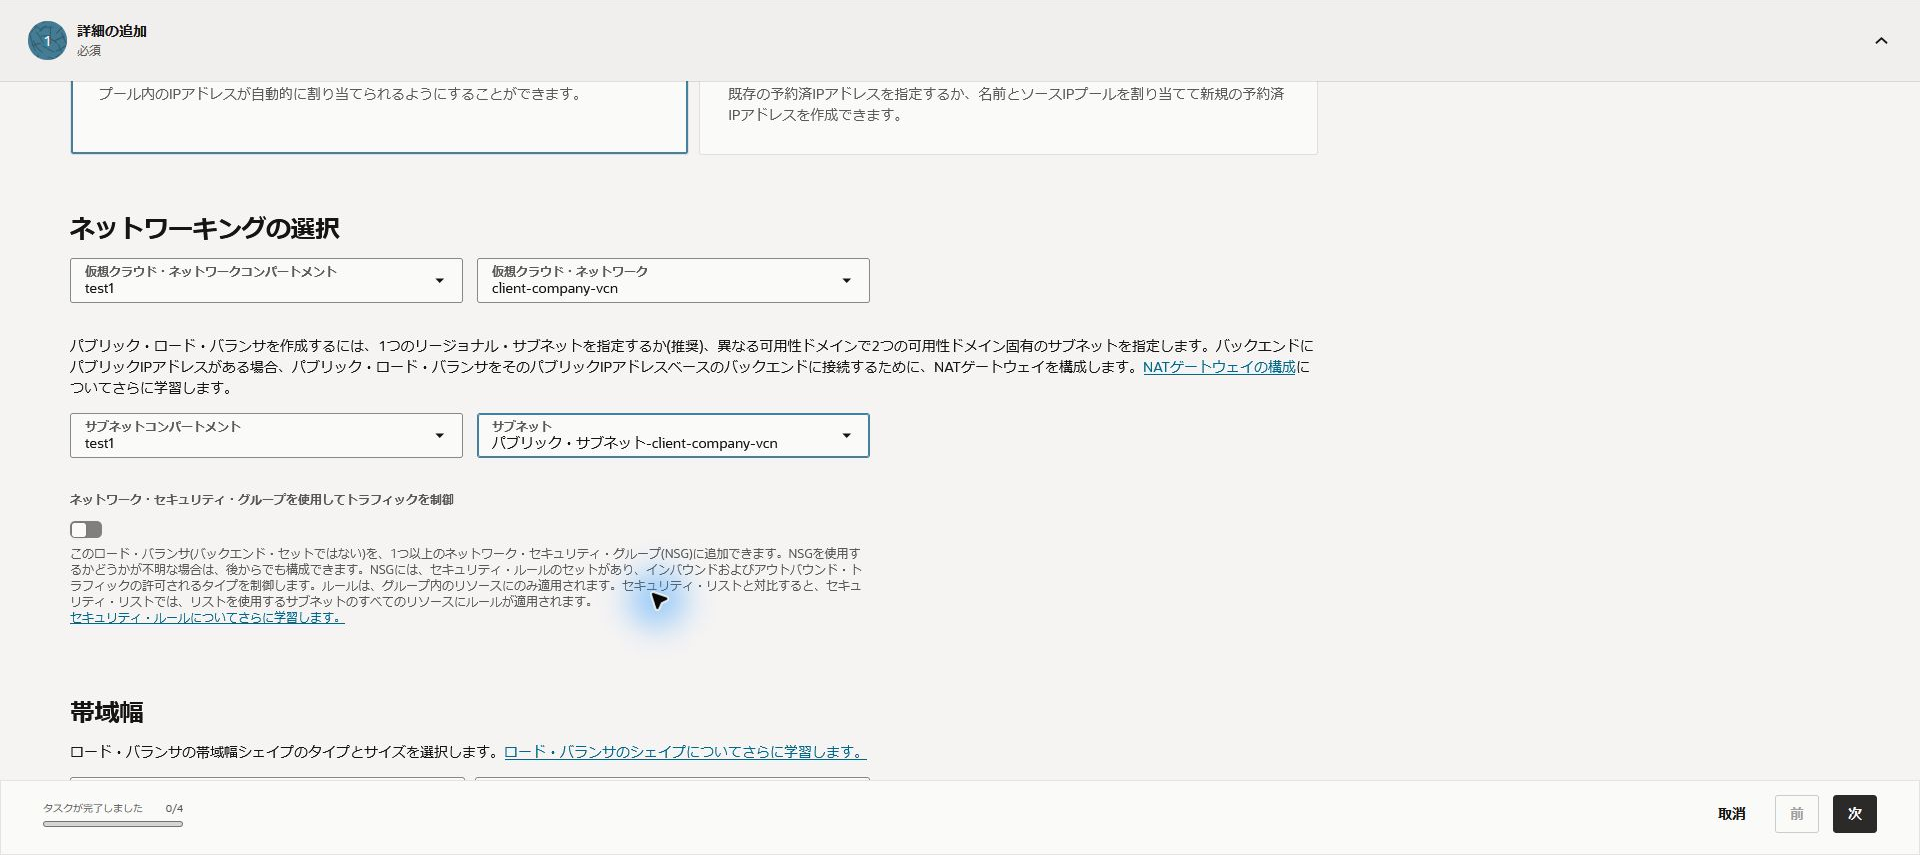 1
詳細の追加
必須
プール内のIPアドレスが自動的に割り当てられるようにすることができます。
既存の予約済IPアドレスを指定するか、名前とソースIPプールを割り当てて新規の予約済
IPアドレスを作成できます。
ネットワーキングの選択
仮想クラウド・ネットワークコンパートメント
test1
仮想クラウド・ネットワーク
client-company-vcn
パブリック・ロード・バランサを作成するには、1つのリージョナル・サブネットを指定するか(推奨)、異なる可用性ドメインで2つの可用性ドメイン固有のサブネットを指定します。バックエンドに
パブリックIPアドレスがある場合、パブリック・ロード・バランサをそのパブリックIPアドレスベースのバックエンドに接続するために、NATゲートウェイを構成します。NATゲートウェイの構成に
ついてさらに学習します。
サブネットコンパートメント
test1
サブネット
パブリック・サブネット-client-company-vcn
ネットワーク・セキュリティ・グループを使用してトラフィックを制御
このロード・バランサ(バックエンド・セットではない)を、1つ以上のネットワーク・セキュリティ・グループ(NSG)に追加できます。NSGを使用す
るかどうかが不明な場合は、後からでも構成できます。NSGには、セキュリティ・ルールのセットがあり、インバウンドおよびアウトバウンド・ト
ラフィックの許可されるタイプを制御します。ルールは、グループ内のリソースにのみ適用されます。セキュリティ・リストと対比すると、セキュ
リティ・リストでは、リストを使用するサブネットのすべてのリソースにルールが適用されます。
セキュリティ・ルールについてさらに学習します。
帯域幅
ロード・バランサの帯域幅シェイプのタイプとサイズを選択します。ロード・バランサのシェイプについてさらに学習します。
タスクが完了しました 0/4
取消
前
次